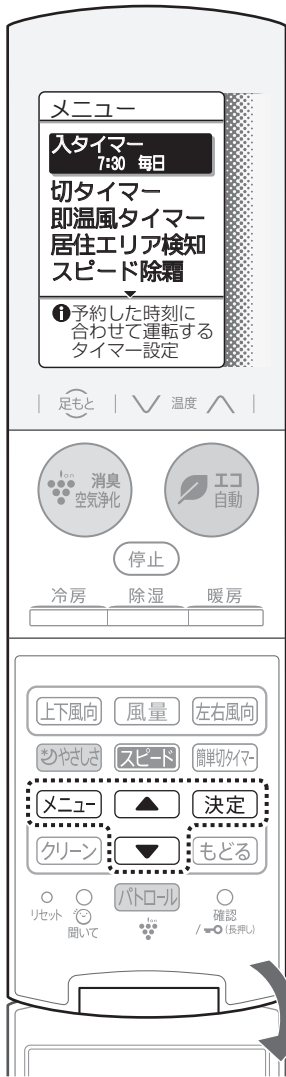 メニュー
入タイマー
7:30 毎日
切タイマー
即温風タイマー
居住エリア検知
スピード除霜
予約した時刻に
合わせて運転する
タイマー設定
足もと 温度
ion
消臭
空気浄化
エコ
自動
停止
冷房 除湿 暖房
上下風向 風量 左右風向
やさしさ スピード 簡単切タイマー
メニュー ▲ 決定
クリーン ▼ もどる
パトロール
ion
リセット
聞いて
確認
/ (長押し)